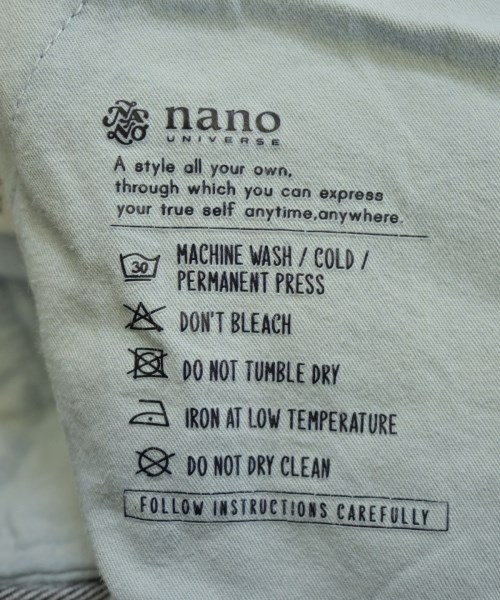 nano
UNIVERSE
A style all your own,
through which you can express
your true self anytime,anywhere.
30
MACHINE WASH / COLD /
PERMANENT PRESS
DON'T BLEACH
DO NOT TUMBLE DRY
IRON AT LOW TEMPERATURE
DO NOT DRY CLEAN
FOLLOW INSTRUCTIONS CAREFULLY